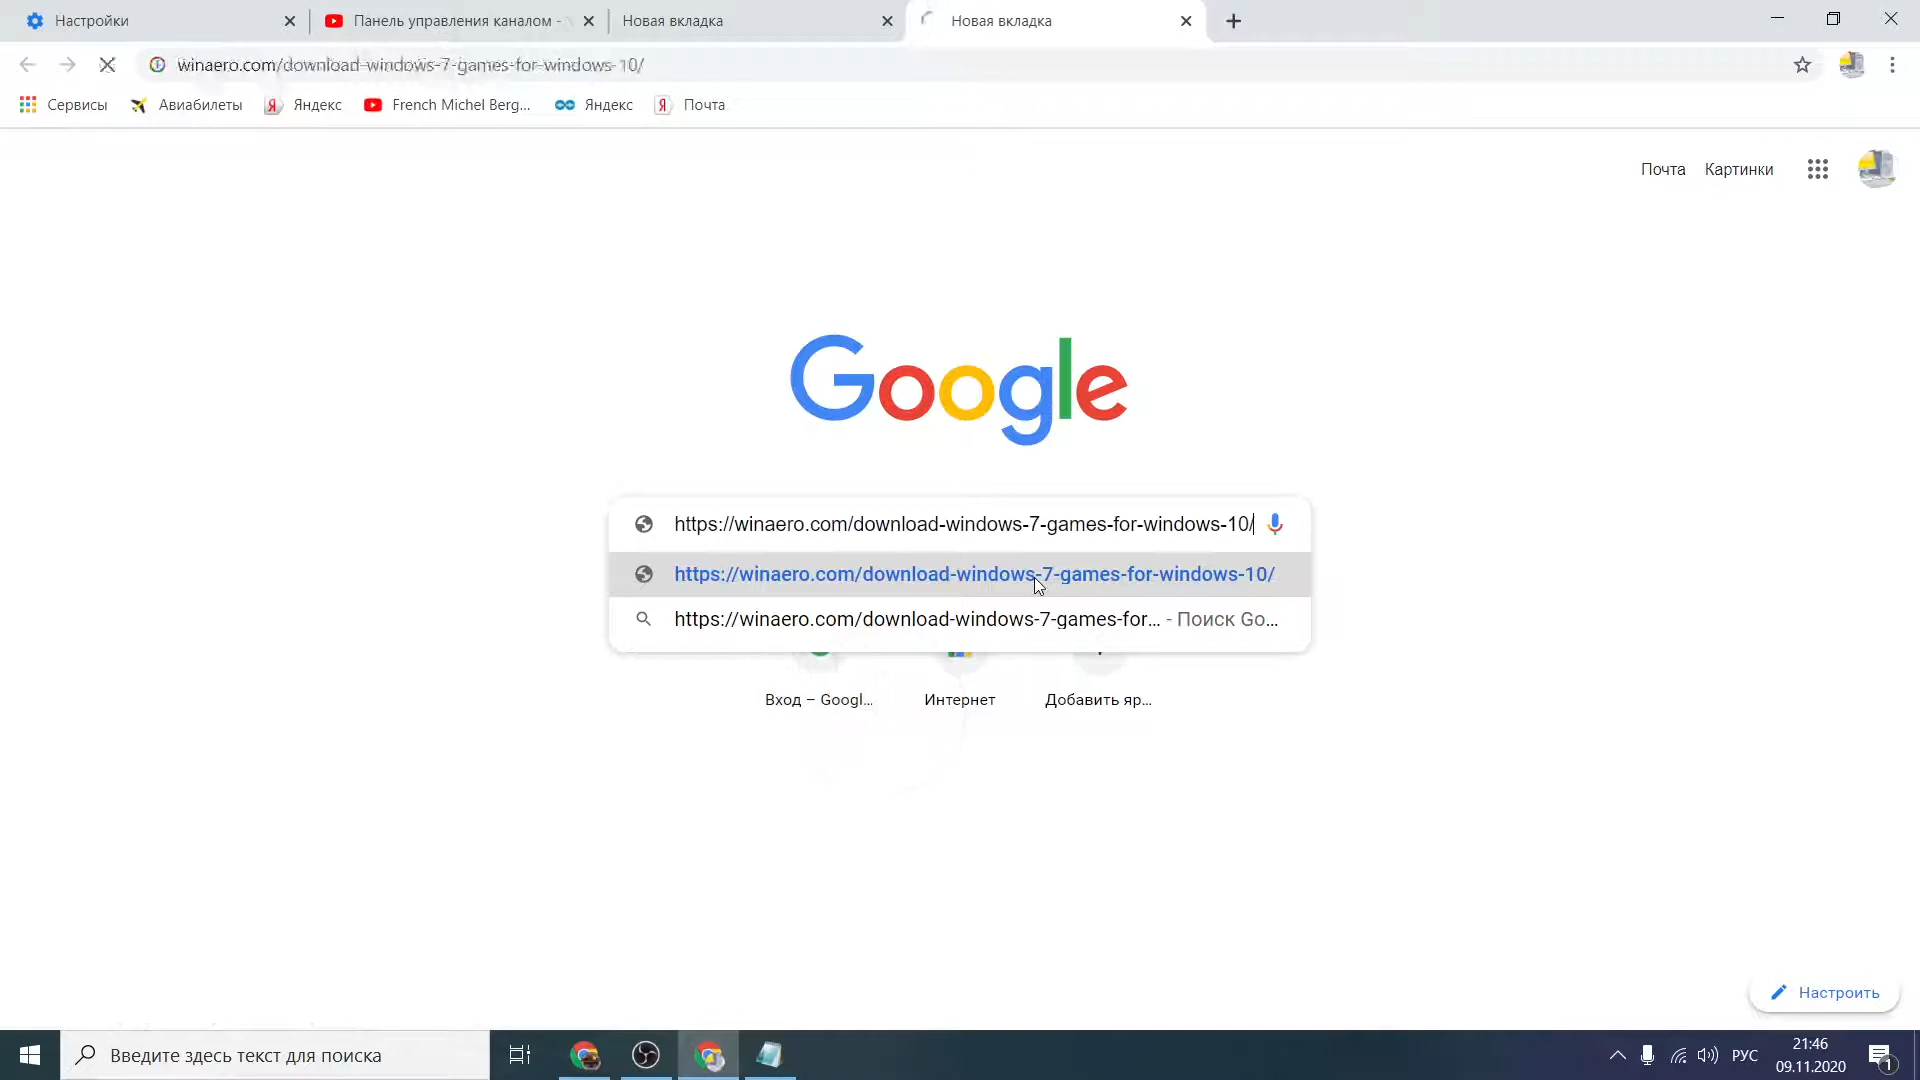 Настройки
Панель управления каналом -
Новая вкладка
Новая вкладка
winaero.com/download-windows-7-games-for-windows-10/
Сервисы
Авиабилеты
Яндекс
French Michel Berg...
Яндекс
Почта
Почта
Картинки
Google
https://winaero.com/download-windows-7-games-for-windows-10/
https://winaero.com/download-windows-7-games-for-windows-10/
https://winaero.com/download-windows-7-games-for... - Поиск Go...
Вход – Googl...
Интернет
Добавить яр...
Настроить
Введите здесь текст для поиска
РУС
21:46
09.11.2020
1